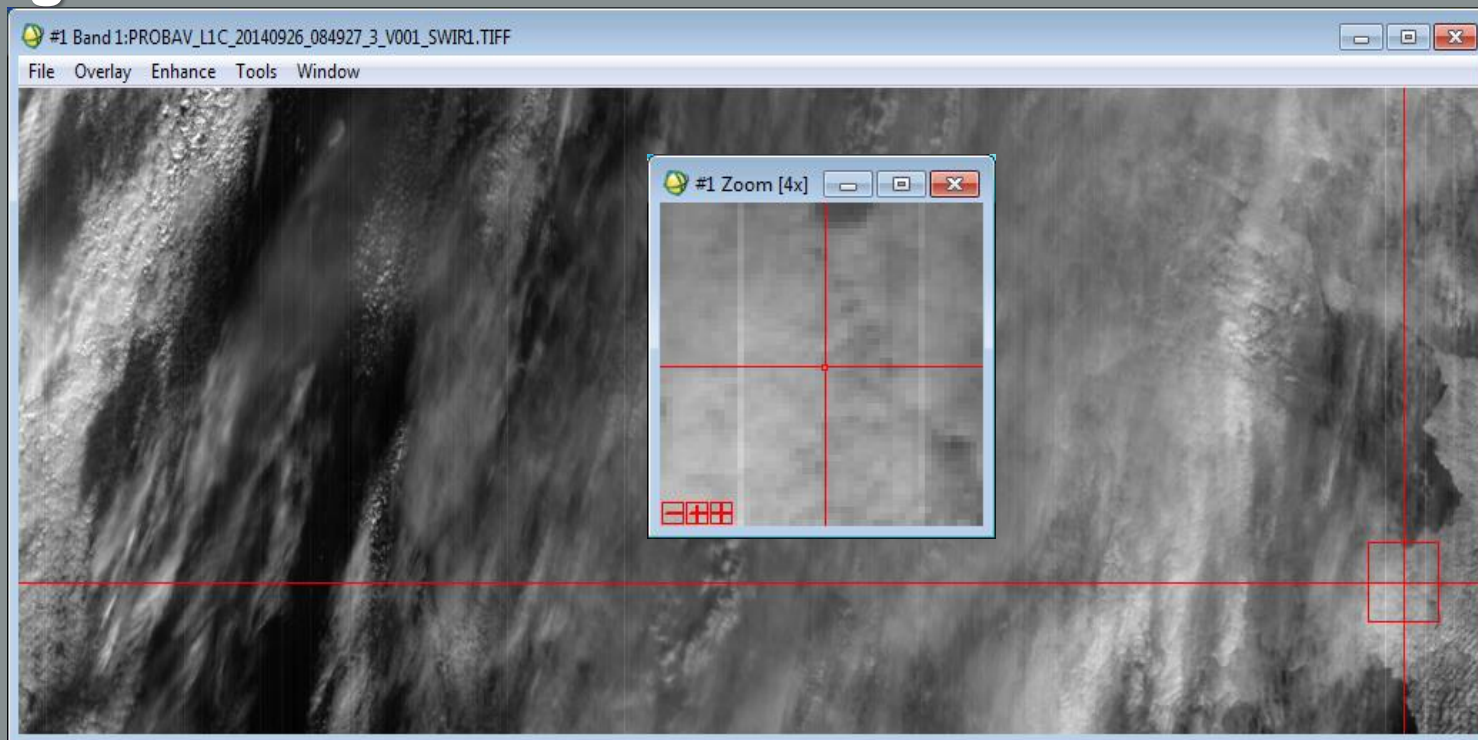 #1 Band 1:PROBAV_L1C_20140926_084927_3_V001_SWIR1.TIFF
File Overlay Enhance Tools Window
#1 Zoom [4x]